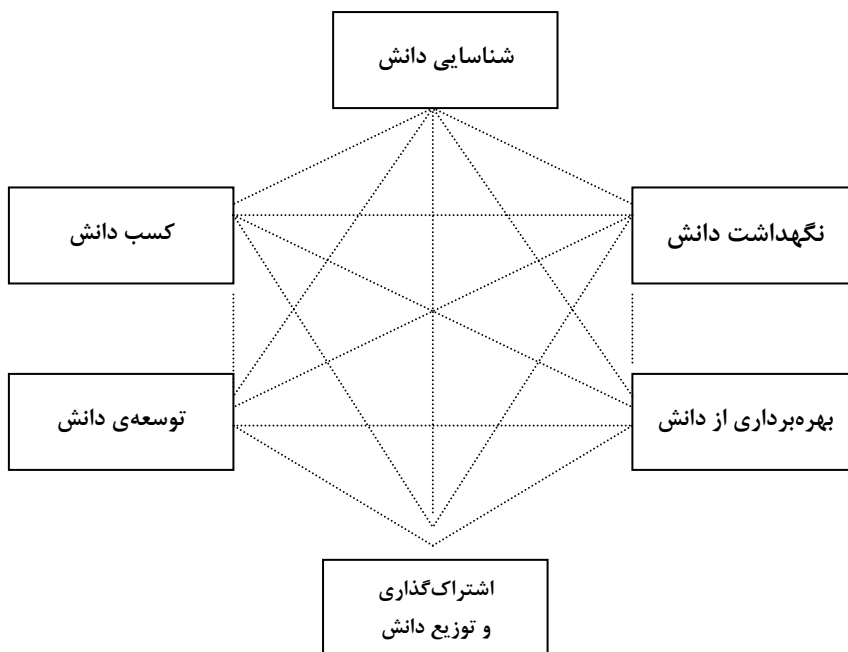 شناسایی دانش
نگهداشت دانش
کسب دانش
بهره‌برداری از دانش
توسعه‌ی دانش
اشتراک‌گذاری
و توزیع دانش